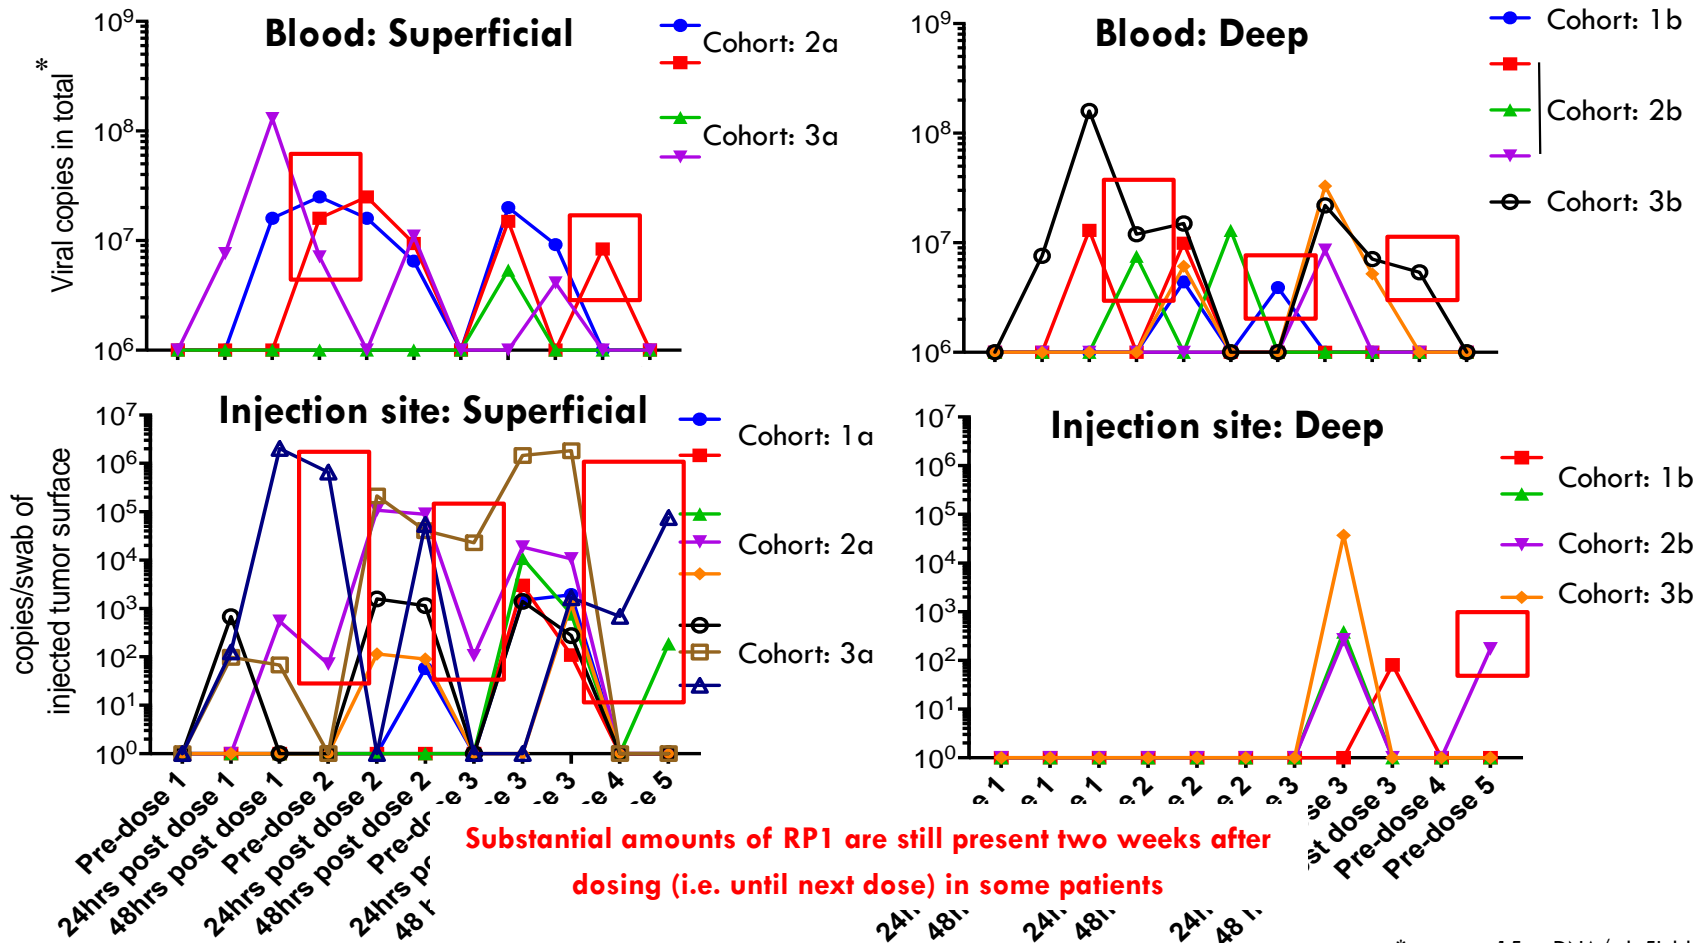 Blood: Superficial
Viral copies in total*
10⁹
10⁸
10⁷
10⁶
Cohort: 2a
Cohort: 3a
Blood: Deep
10⁹
10⁸
10⁷
10⁶
Cohort: 1b
Cohort: 2b
Cohort: 3b
Injection site: Superficial
copies/swab of
injected tumor surface
10⁷
10⁶
10⁵
10⁴
10³
10²
10¹
10⁰
Cohort: 1a
Cohort: 2a
Cohort: 3a
Pre-dose 1
24hrs post dose 1
48hrs post dose 1
Pre-dose 2
24hrs post dose 2
48hrs post dose 2
Injection site: Deep
10⁷
10⁶
10⁵
10⁴
10³
10²
10¹
10⁰
Cohort: 1b
Cohort: 2b
Cohort: 3b
Pre-dose 4
Pre-dose 5
Substantial amounts of RP1 are still present two weeks after
dosing (i.e. until next dose) in some patients